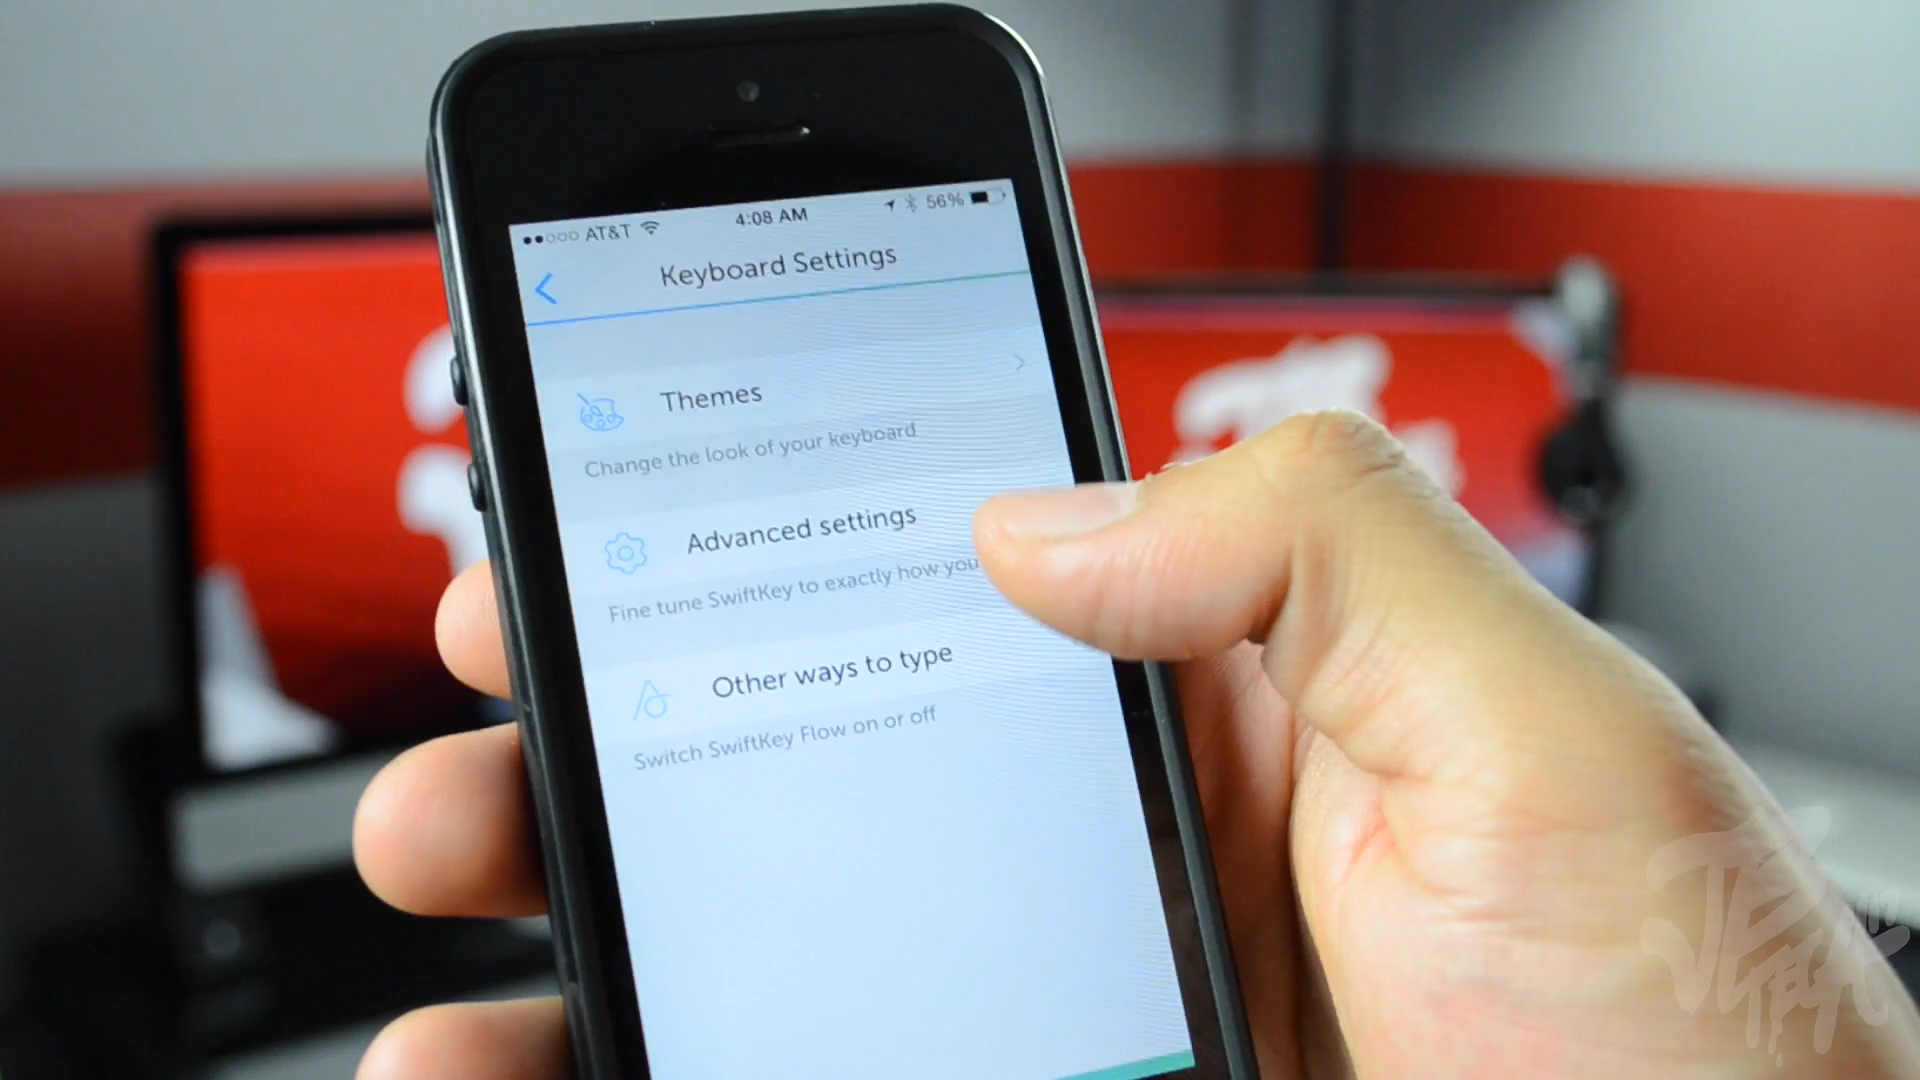 AT&T 4:08 AM 56%
Keyboard Settings
Themes
Change the look of your keyboard
Advanced settings
Fine tune SwiftKey to exactly how you
Other ways to type
Switch SwiftKey Flow on or off